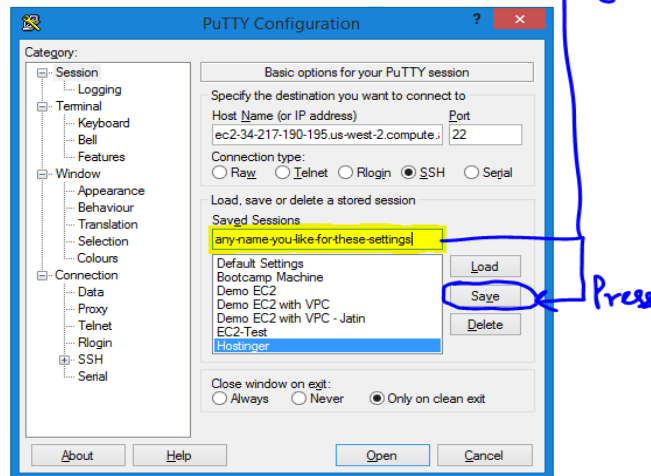 PuTTY Configuration
? ×
Category:
Session
Logging
Terminal
Keyboard
Bell
Features
Window
Appearance
Behaviour
Translation
Selection
Colours
Connection
Data
Proxy
Telnet
Rlogin
SSH
Serial
Basic options for your PuTTY session
Specify the destination you want to connect to
Host Name (or IP address) Port
ec2-34-217-190-195.us-west-2.compute. 22
Connection type:
Raw Telnet Rlogin SSH Serial
Load, save or delete a stored session
Saved Sessions
any-name-you-like-for-these-settings
Default Settings
Bootcamp Machine
Demo EC2
Demo EC2 with VPC
Demo EC2 with VPC - Jatin
EC2-Test
Hostinger
Load
Save
Delete
Press
Close window on exit:
Always Never Only on clean exit
About Help Open Cancel